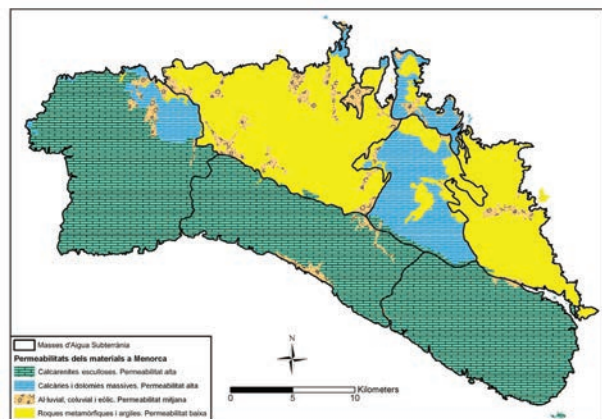 N
Kilometers
0 5 10
Masses d'Aigua Subterrània
Permeabilitats dels materials a Menorca
Calcarenites esculloses. Permeabilitat alta
Calcàries i dolomies massives. Permeabilitat alta
Al·luvial, coluvial i eòlic. Permeabilitat mitjana
Roques metamòrfiques i argiles. Permeabilitat baixa